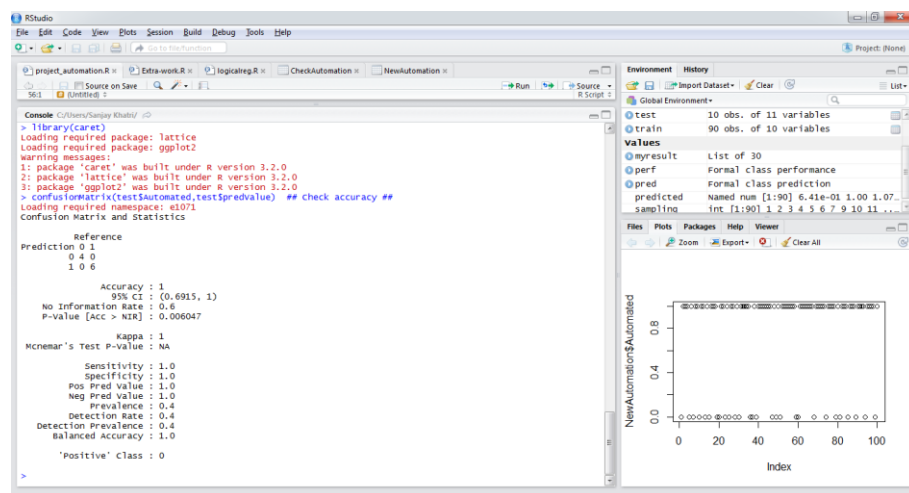 RStudio
File Edit Code View Plots Session Build Debug Tools Help
Go to file/function
Project: (None)
project_automation.R × Extra-work.R × logicalreg.R × CheckAutomation × NewAutomation ×
Source on Save Run Source
56:1 (Untitled) R Script
Console C:/Users/Sanjay Khatri/
> library(caret)
Loading required package: lattice
Loading required package: ggplot2
Warning messages:
1: package 'caret' was built under R version 3.2.0
2: package 'lattice' was built under R version 3.2.0
3: package 'ggplot2' was built under R version 3.2.0
> confusionMatrix(test$Automated,test$predvalue) ## Check accuracy ##
Loading required namespace: e1071
Confusion Matrix and Statistics
Reference
Prediction 0 1
0 4 0
1 0 6
Accuracy : 1
95% CI : (0.6915, 1)
No Information Rate : 0.6
P-Value [Acc > NIR] : 0.006047
Kappa : 1
Mcnemar's Test P-Value : NA
Sensitivity : 1.0
Specificity : 1.0
Pos Pred Value : 1.0
Neg Pred Value : 1.0
Prevalence : 0.4
Detection Rate : 0.4
Detection Prevalence : 0.4
Balanced Accuracy : 1.0
'Positive' Class : 0
>
Environment History
Import Dataset Clear List
Global Environment
test 10 obs. of 11 variables
train 90 obs. of 10 variables
Values
myresult List of 30
perf Formal class performance
pred Formal class prediction
predicted Named num [1:90] 6.41e-01 1.00 1.07…
sampling int [1:90] 1 2 3 4 5 6 7 9 10 11 ...
Files Plots Packages Help Viewer
Zoom Export Clear All
NewAutomation$Automated
0.8
0.4
0.0
0 20 40 60 80 100
Index